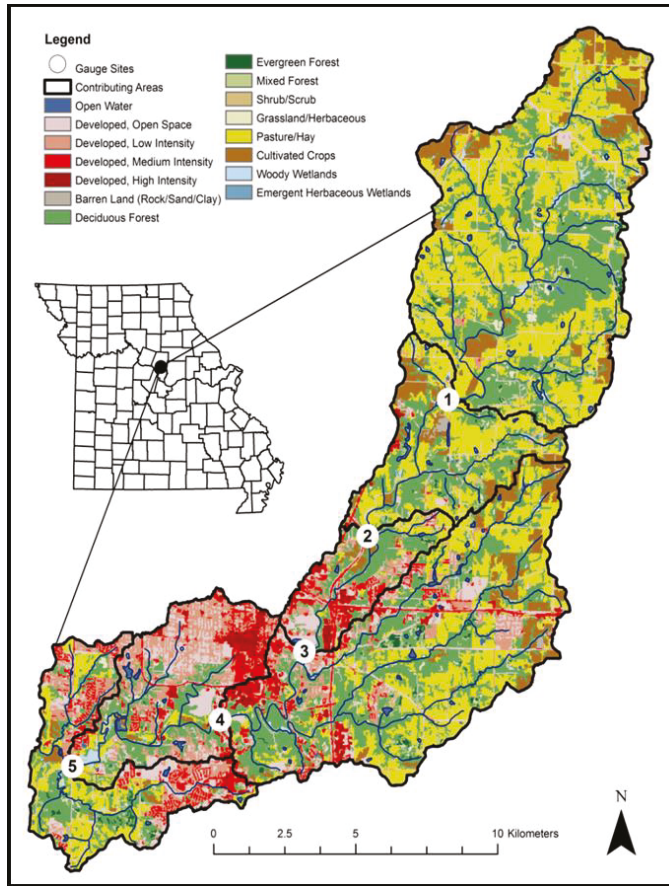 Legend
Gauge Sites
Contributing Areas
Open Water
Developed, Open Space
Developed, Low Intensity
Developed, Medium Intensity
Developed, High Intensity
Barren Land (Rock/Sand/Clay)
Deciduous Forest
Evergreen Forest
Mixed Forest
Shrub/Scrub
Grassland/Herbaceous
Pasture/Hay
Cultivated Crops
Woody Wetlands
Emergent Herbaceous Wetlands
1
2
3
4
5
N
0 2.5 5 10 Kilometers